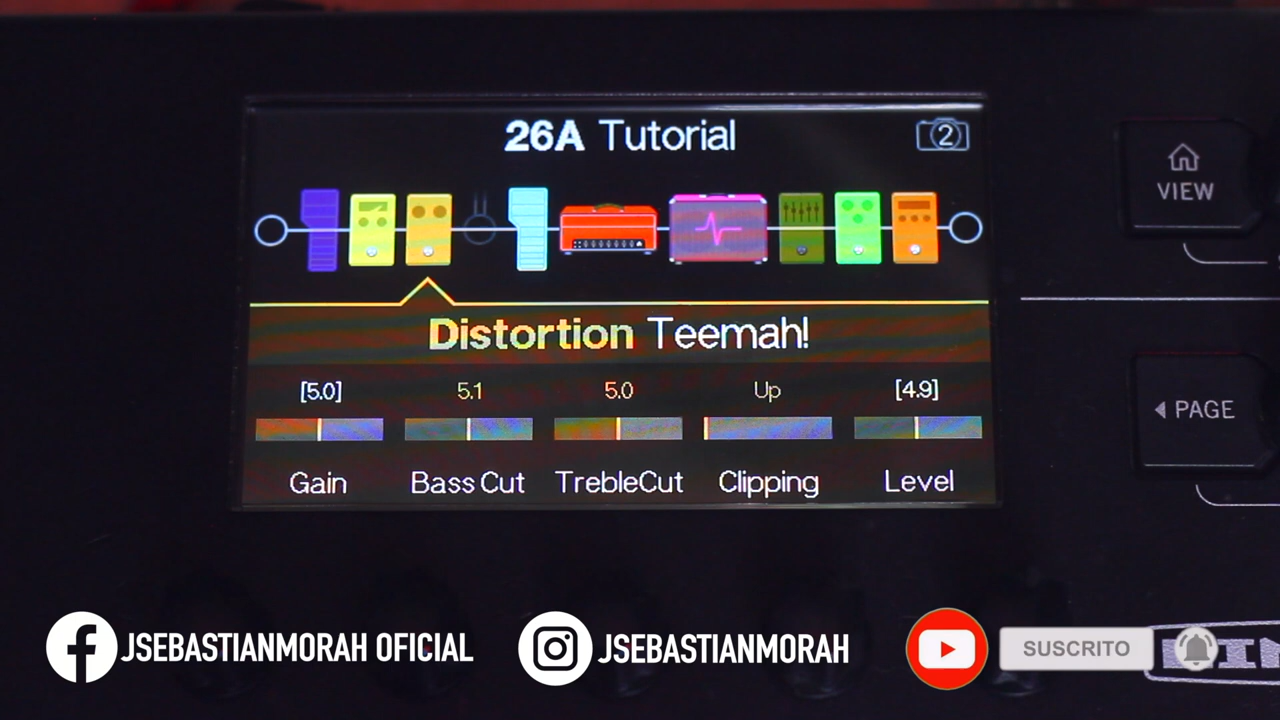 26A Tutorial
2
VIEW
Distortion Teemah!
[5.0] 5.1 5.0 Up [4.9]
PAGE
Gain Bass Cut TrebleCut Clipping Level
JSEBASTIANMORAH OFICIAL
JSEBASTIANMORAH
SUSCRITO